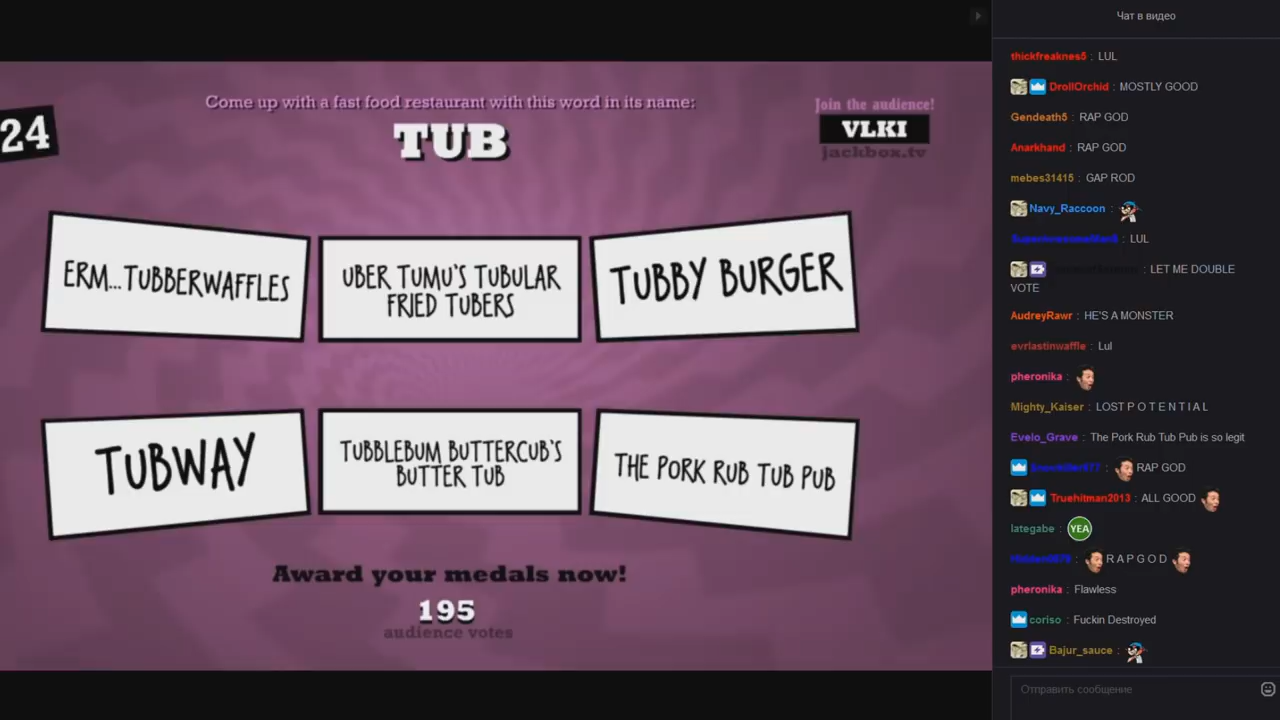 Чат в видео
24
Come up with a fast food restaurant with this word in its name:
TUB
Join the audience!
VLKI
jackbox.tv
ERM...TUBBERWAFFLES
UBER TUMU'S TUBULAR
FRIED TUBERS
TUBBY BURGER
TUBWAY
TUBBLEBUM BUTTERCUB'S
BUTTER TUB
THE PORK RUB TUB PUB
Award your medals now!
195
audience votes
thickfreaknes5 : LUL
DrollOrchid : MOSTLY GOOD
Gendeath5 : RAP GOD
Anarkhand : RAP GOD
mebes31415 : GAP ROD
Navy_Raccoon :
: LUL
: LET ME DOUBLE
VOTE
AudreyRawr : HE'S A MONSTER
evrlastinwaffle : Lul
pheronika :
Mighty_Kaiser : LOST P O T E N T I A L
Evelo_Grave : The Pork Rub Tub Pub is so legit
: RAP GOD
Truehitman2013 : ALL GOOD
lategabe : YEA
: R A P G O D
pheronika : Flawless
coriso : Fuckin Destroyed
Bajur_sauce :
Отправить сообщение